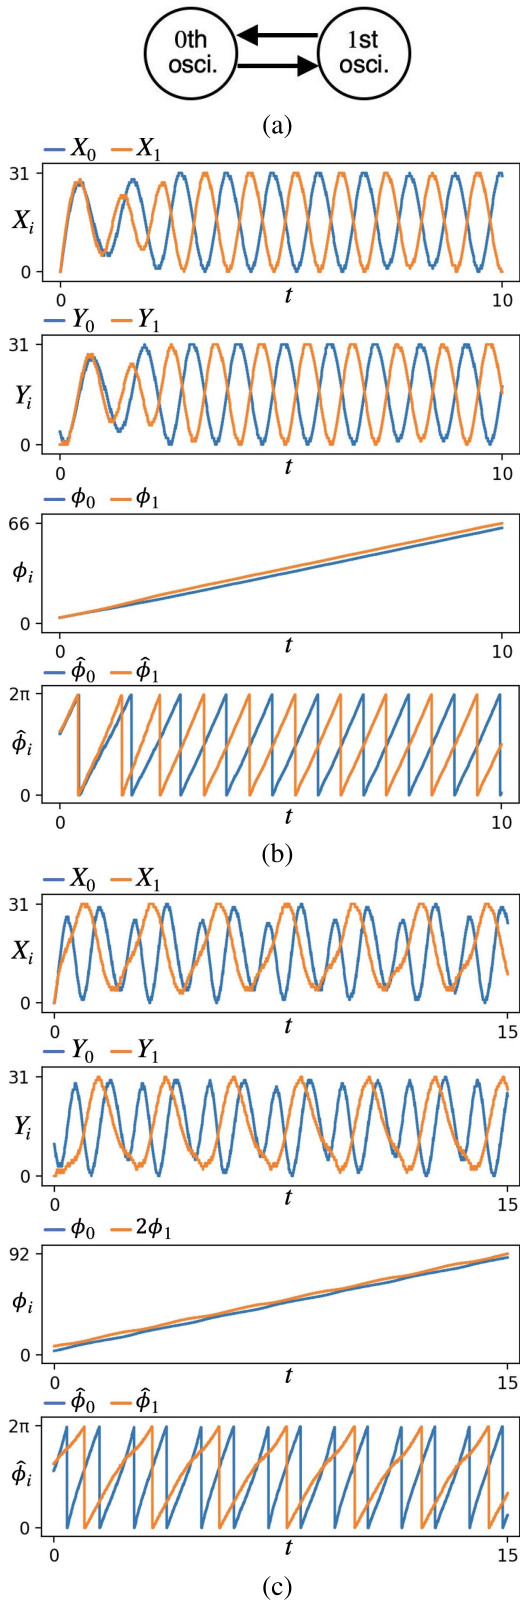 0th 1st
osci. osci.
(a)
X₀ X₁
31
Xᵢ
0
0 t 10
Y₀ Y₁
31
Yᵢ
0
0 t 10
ϕ₀ ϕ₁
66
ϕᵢ
0
0 t 10
ϕ̂₀ ϕ̂₁
2π
ϕ̂ᵢ
0
0 t 10
(b)
X₀ X₁
31
Xᵢ
0
0 t 15
Y₀ Y₁
31
Yᵢ
0
0 t 15
ϕ₀ 2ϕ₁
92
ϕᵢ
0
0 t 15
ϕ̂₀ ϕ̂₁
2π
ϕ̂ᵢ
0
0 t 15
(c)